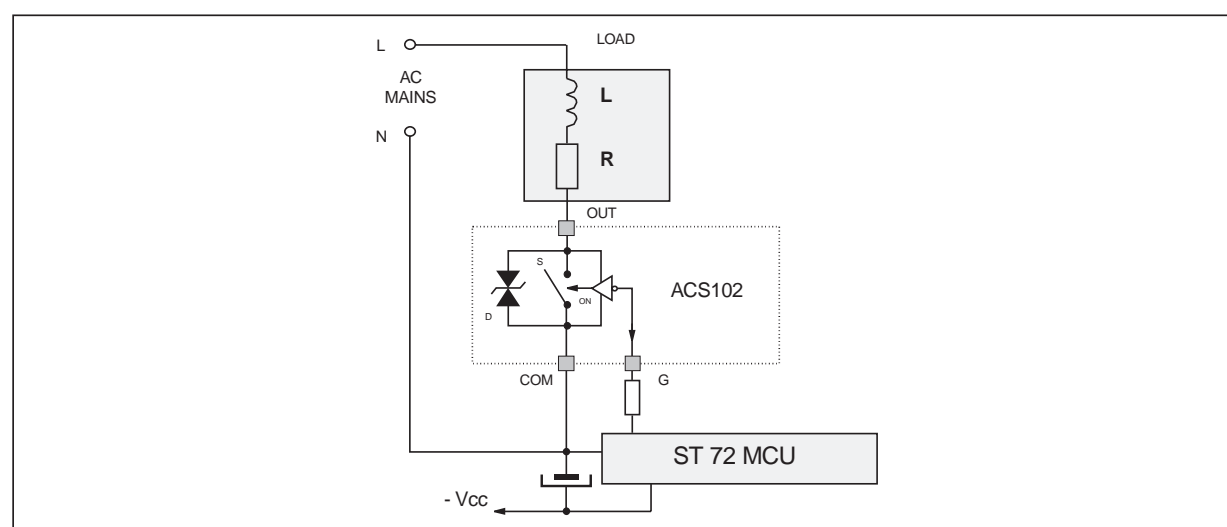 LOAD
L
AC
MAINS
L
N
R
OUT
S
ON
D
ACS102
COM
G
ST 72 MCU
- Vcc